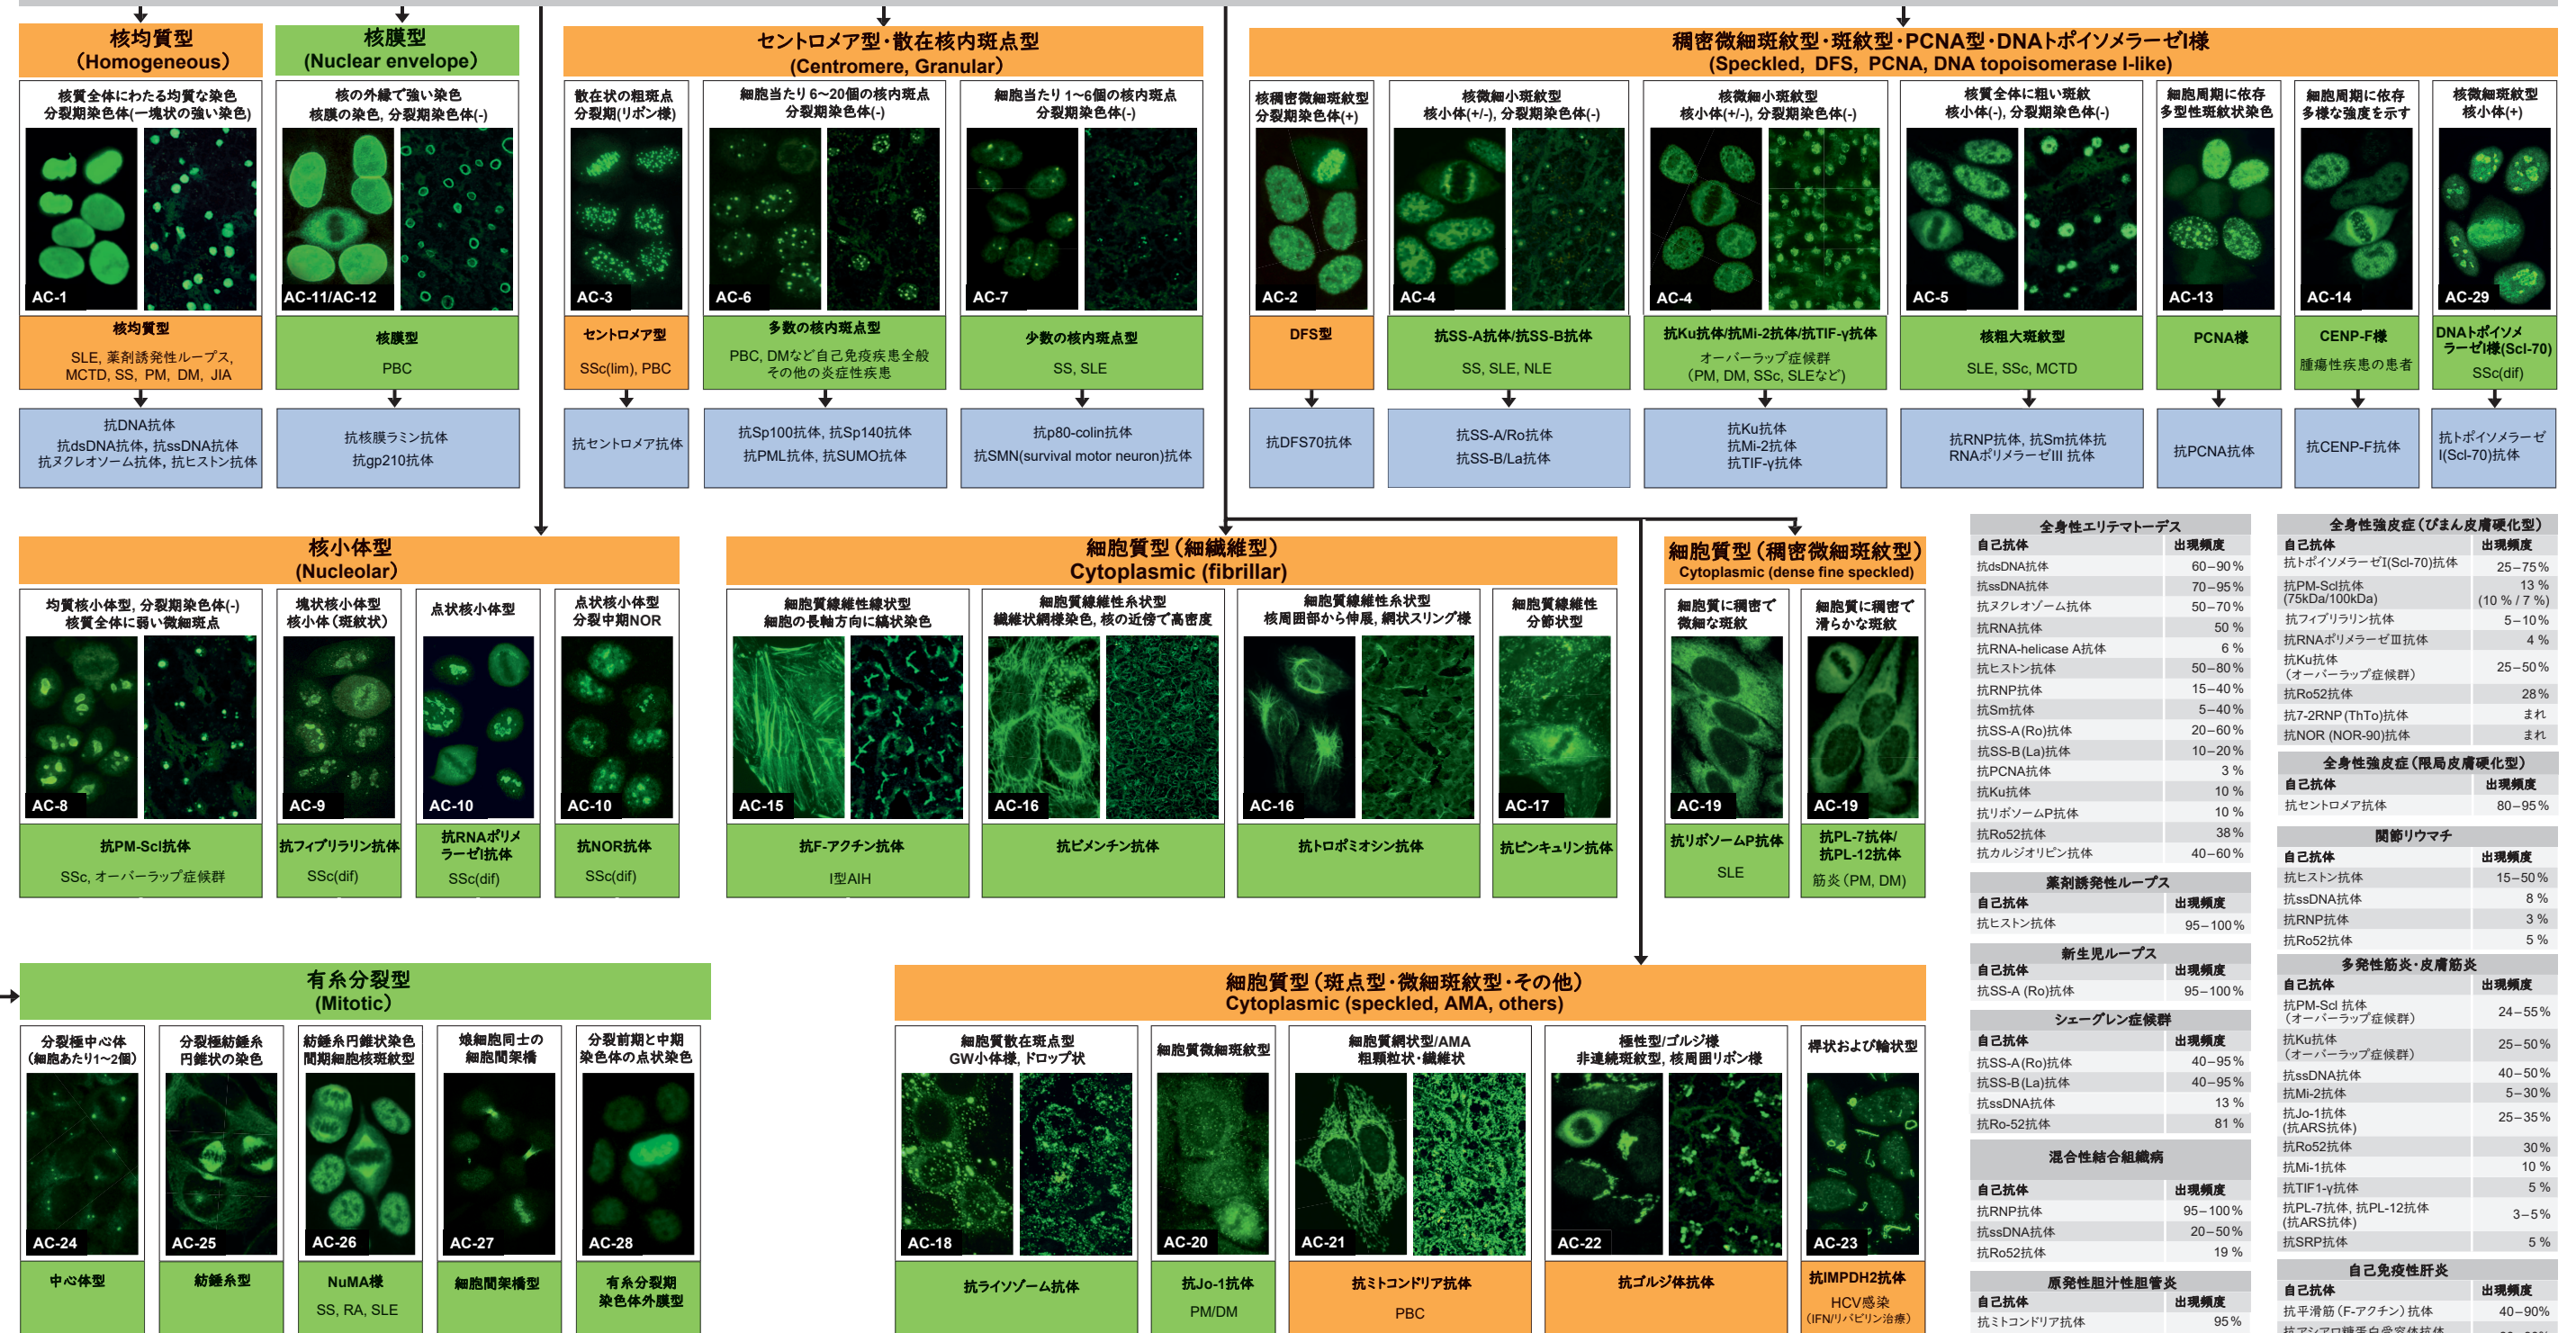 核均質型
（Homogeneous）
核質全体にわたる均質な染色
分裂期染色体(一塊状の強い染色)
AC-1
核均質型
SLE, 薬剤誘発性ループス,
MCTD, SS, PM, DM, JIA
抗DNA抗体
抗dsDNA抗体, 抗ssDNA抗体
抗ヌクレオソーム抗体, 抗ヒストン抗体
核膜型
(Nuclear envelope）
核の外縁で強い染色
核膜の染色, 分裂期染色体(-)
AC-11/AC-12
核膜型
PBC
抗核膜ラミン抗体
抗gp210抗体
セントロメア型・散在核内斑点型
(Centromere, Granular）
散在状の粗斑点
分裂期(リボン様)
AC-3
セントロメア型
SSc(lim), PBC
抗セントロメア抗体
細胞当たり6〜20個の核内斑点
分裂期染色体(-)
AC-6
多数の核内斑点型
PBC, DMなど自己免疫疾患全般
その他の炎症性疾患
抗Sp100抗体, 抗Sp140抗体
抗PML抗体, 抗SUMO抗体
細胞当たり 1〜6個の核内斑点
分裂期染色体(-)
AC-7
少数の核内斑点型
SS, SLE
抗p80-colin抗体
抗SMN(survival motor neuron)抗体
稠密微細斑紋型・斑紋型・PCNA型・DNAトポイソメラーゼI様
(Speckled, DFS, PCNA, DNA topoisomerase I-like)
核稠密微細斑紋型
分裂期染色体(+)
AC-2
DFS型
抗DFS70抗体
核微細小斑紋型
核小体(+/-), 分裂期染色体(-)
AC-4
抗SS-A抗体/抗SS-B抗体
SS, SLE, NLE
抗SS-A/Ro抗体
抗SS-B/La抗体
核微細小斑紋型
核小体(+/-), 分裂期染色体(-)
AC-4
抗Ku抗体/抗Mi-2抗体/抗TIF-γ抗体
オーバーラップ症候群
（PM, DM, SSc, SLEなど)
抗Ku抗体
抗Mi-2抗体
抗TIF-γ抗体
核質全体に粗い斑紋
核小体(-), 分裂期染色体(-)
AC-5
核粗大斑紋型
SLE, SSc, MCTD
抗RNP抗体, 抗Sm抗体抗
RNAポリメラーゼIII 抗体
細胞周期に依存
多型性斑紋状染色
AC-13
PCNA様
抗PCNA抗体
細胞周期に依存
多様な強度を示す
AC-14
CENP-F様
腫瘍性疾患の患者
抗CENP-F抗体
核微細斑紋型
核小体(+)
AC-29
DNAトポイソメ
ラーゼI様(Scl-70)
SSc(dif)
抗トポイソメラーゼ
I(Scl-70)抗体
核小体型
(Nucleolar）
均質核小体型, 分裂期染色体(-)
核質全体に弱い微細斑点
AC-8
抗PM-Scl抗体
SSc, オーバーラップ症候群
塊状核小体型
核小体（斑紋状）
AC-9
抗フィブリラリン抗体
SSc(dif)
点状核小体型
AC-10
抗RNAポリメ
ラーゼI抗体
SSc(dif)
点状核小体型
分裂中期NOR
AC-10
抗NOR抗体
SSc(dif)
細胞質型（細繊維型）
Cytoplasmic (fibrillar)
細胞質線維性線状型
細胞の長軸方向に縞状染色
AC-15
抗F-アクチン抗体
I型AIH
細胞質線維性糸状型
繊維状網様染色, 核の近傍で高密度
AC-16
抗ビメンチン抗体
細胞質線維性糸状型
核周囲部から伸展, 網状スリング様
AC-16
抗トロポミオシン抗体
細胞質線維性
分節状型
AC-17
抗ビンキュリン抗体
細胞質型（稠密微細斑紋型）
Cytoplasmic (dense fine speckled)
細胞質に稠密で
微細な斑紋
AC-19
抗リボソームP抗体
SLE
細胞質に稠密で
滑らかな斑紋
AC-19
抗PL-7抗体/
抗PL-12抗体
筋炎（PM, DM）
有糸分裂型
(Mitotic)
分裂極中心体
（細胞あたり1〜2個）
AC-24
中心体型
分裂極紡錘糸
円錐状の染色
AC-25
紡錘糸型
紡錘糸円錐状染色
間期細胞核斑紋型
AC-26
NuMA様
SS, RA, SLE
娘細胞同士の
細胞間架橋
AC-27
細胞間架橋型
分裂前期と中期
染色体の点状染色
AC-28
有糸分裂期
染色体外膜型
細胞質型（斑点型・微細斑紋型・その他）
Cytoplasmic (speckled, AMA, others)
細胞質散在斑点型
GW小体様, ドロップ状
AC-18
抗ライソゾーム抗体
細胞質微細斑紋型
AC-20
抗Jo-1抗体
PM/DM
細胞質網状型/AMA
粗顆粒状・繊維状
AC-21
抗ミトコンドリア抗体
PBC
極性型/ゴルジ様
非連続斑紋型, 核周囲リボン様
AC-22
抗ゴルジ体抗体
桿状および輪状型
AC-23
抗IMPDH2抗体
HCV感染
（IFN/リバビリン治療）
全身性エリテマトーデス
自己抗体 出現頻度
抗dsDNA抗体 60–90%
抗ssDNA抗体 70–95%
抗ヌクレオゾーム抗体 50–70%
抗RNA抗体 50 %
抗RNA-helicase A抗体 6 %
抗ヒストン抗体 50–80%
抗RNP抗体 15–40%
抗Sm抗体 5–40%
抗SS-A(Ro)抗体 20–60%
抗SS-B(La)抗体 10–20%
抗PCNA抗体 3 %
抗Ku抗体 10 %
抗リボソームP抗体 10 %
抗Ro52抗体 38%
抗カルジオリピン抗体 40–60%
薬剤誘発性ループス
自己抗体 出現頻度
抗ヒストン抗体 95–100%
新生児ループス
自己抗体 出現頻度
抗SS-A (Ro)抗体 95–100%
シェーグレン症候群
自己抗体 出現頻度
抗SS-A(Ro)抗体 40–95%
抗SS-B(La)抗体 40–95%
抗ssDNA抗体 13 %
抗Ro-52抗体 81 %
混合性結合組織病
自己抗体 出現頻度
抗RNP抗体 95–100%
抗ssDNA抗体 20–50%
抗Ro52抗体 19 %
原発性胆汁性胆管炎
自己抗体 出現頻度
抗ミトコンドリア抗体 95%
全身性強皮症（びまん皮膚硬化型）
自己抗体 出現頻度
抗トポイソメラーゼI(Scl-70)抗体 25–75%
抗PM-Scl抗体 13 %
(75kDa/100kDa) (10 % / 7 %)
抗フィブリラリン抗体 5–10%
抗RNAポリメラーゼⅢ抗体 4 %
抗Ku抗体
（オーバーラップ症候群） 25–50%
抗Ro52抗体 28%
抗7-2RNP(ThTo)抗体 まれ
抗NOR (NOR-90)抗体 まれ
全身性強皮症（限局皮膚硬化型）
自己抗体 出現頻度
抗セントロメア抗体 80–95%
関節リウマチ
自己抗体 出現頻度
抗ヒストン抗体 15–50%
抗ssDNA抗体 8 %
抗RNP抗体 3 %
抗Ro52抗体 5 %
多発性筋炎・皮膚筋炎
自己抗体 出現頻度
抗PM-Scl 抗体
（オーバーラップ症候群） 24–55%
抗Ku抗体
（オーバーラップ症候群） 25–50%
抗ssDNA抗体 40–50%
抗Mi-2抗体 5–30%
抗Jo-1抗体
(抗ARS抗体) 25–35%
抗Ro52抗体 30%
抗Mi-1抗体 10 %
抗TIF1-γ抗体 5 %
抗PL-7抗体, 抗PL-12抗体
(抗ARS抗体) 3–5%
抗SRP抗体 5 %
自己免疫性肝炎
自己抗体 出現頻度
抗平滑筋（F-アクチン）抗体 40–90%